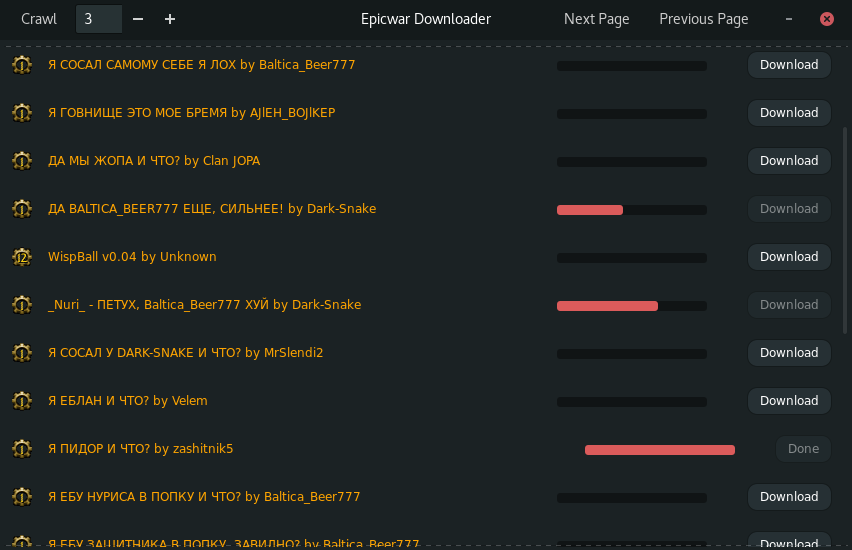 Crawl 3 − + Epicwar Downloader Next Page Previous Page
Я СОСАЛ САМОМУ СЕБЕ Я ЛОХ by Baltica_Beer777 Download
Я ГОВНИЩЕ ЭТО МОЕ БРЕМЯ by AJlEH_BOJlKEP Download
ДА МЫ ЖОПА И ЧТО? by Clan JOPA Download
ДА BALTICA_BEER777 ЕЩЕ, СИЛЬНЕЕ! by Dark-Snake Download
12 WispBall v0.04 by Unknown Download
_Nuri_ - ПЕТУХ, Baltica_Beer777 ХУЙ by Dark-Snake Download
Я СОСАЛ У DARK-SNAKE И ЧТО? by MrSlendi2 Download
Я ЕБЛАН И ЧТО? by Velem Download
Я ПИДОР И ЧТО? by zashitnik5 Done
Я ЕБУ НУРИСА В ПОПКУ И ЧТО? by Baltica_Beer777 Download
Я ЕБУ ЗАЩИТНИКА В ПОПКУ, ЗАВИДНО? by Baltica_Beer777 Download